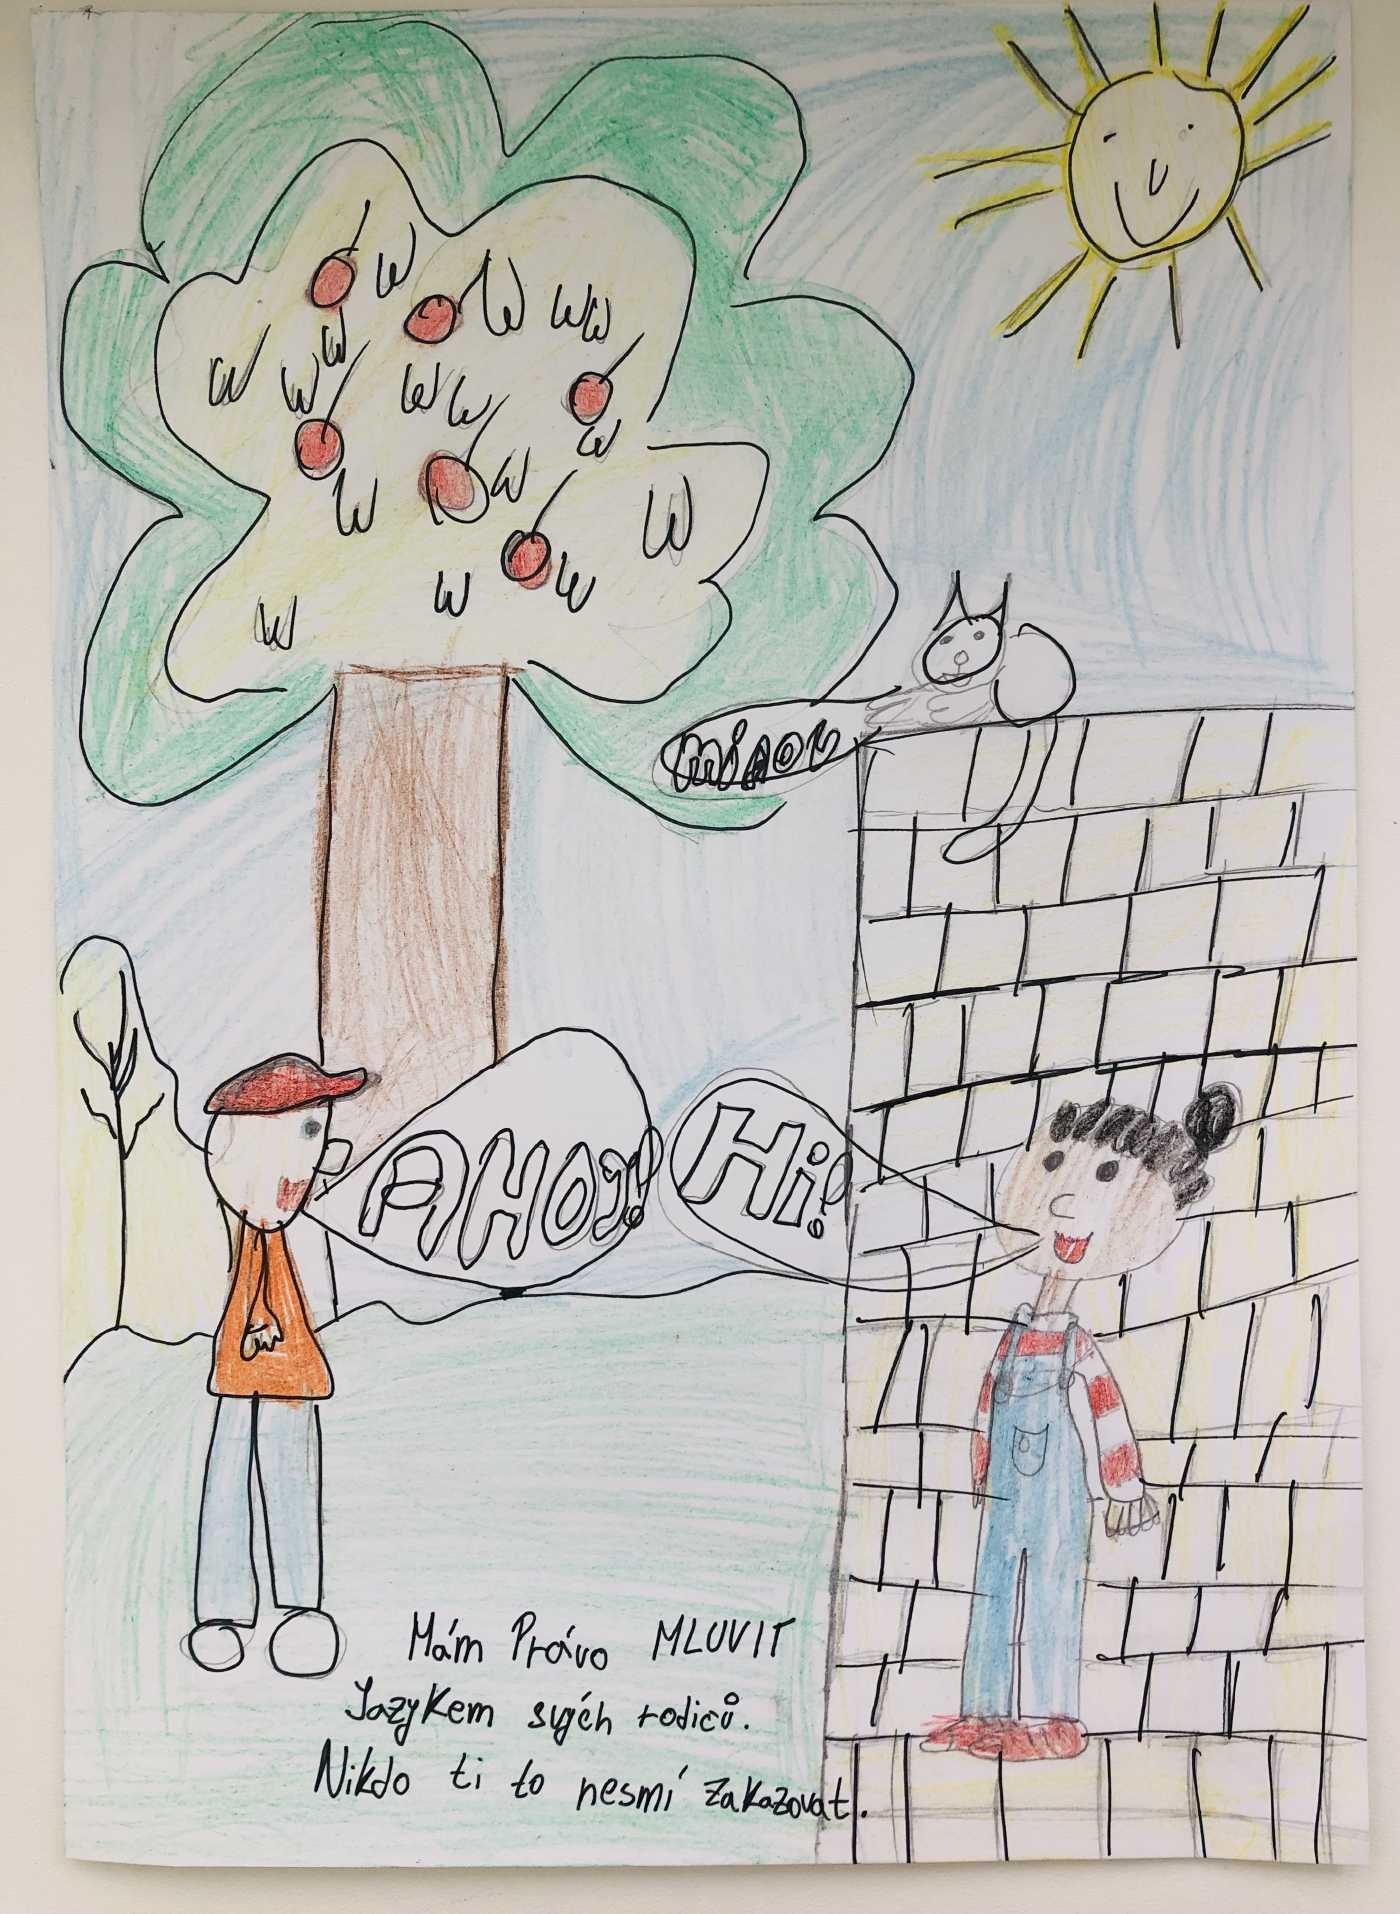 miaou
AHOJ!
Hi!
Mám Právo MLUVIT
Jazykem svých rodičů.
Nikdo ti to nesmí zakazovat.